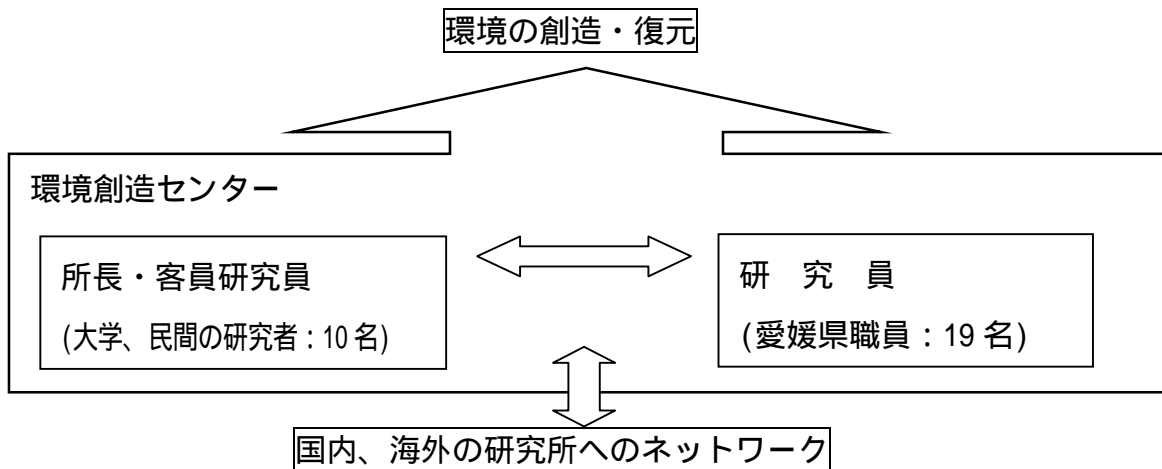 環境の創造・復元
環境創造センター
所長・客員研究員
(大学、民間の研究者：10名)
研　究　員
(愛媛県職員：19名)
国内、海外の研究所へのネットワーク